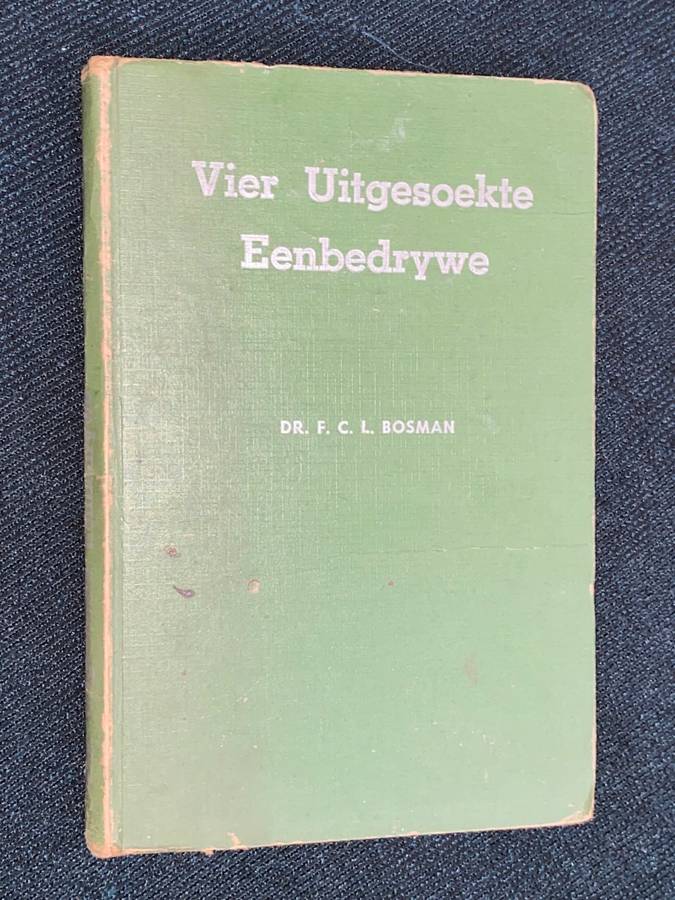 Vier Uitgesoekte
Eenbedrywe
DR. F. C. L. BOSMAN